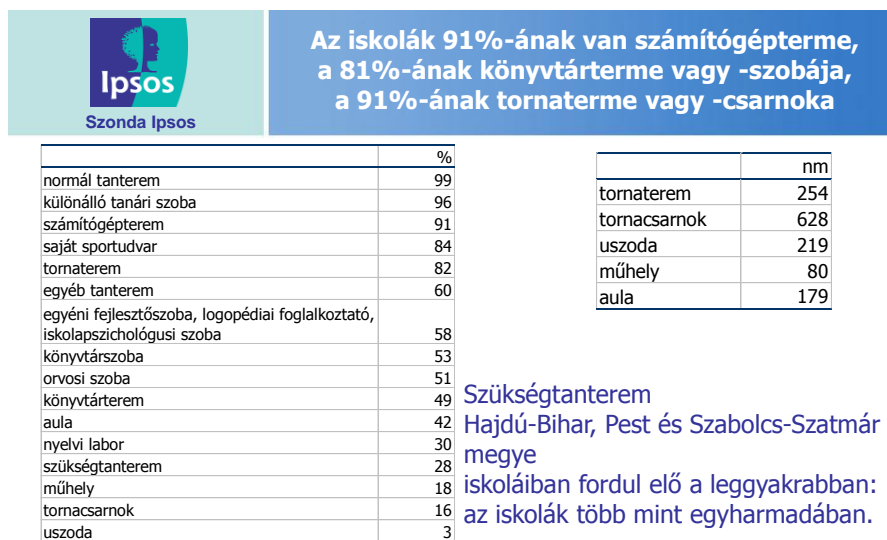 Ipsos
Szonda Ipsos
Az iskolák 91%-ának van számítógépterme,
a 81%-ának könyvtárterme vagy -szobája,
a 91%-ának tornaterme vagy -csarnoka
%
normál tanterem 99
különálló tanári szoba 96
számítógépterem 91
saját sportudvar 84
tornaterem 82
egyéb tanterem 60
egyéni fejlesztőszoba, logopédiai foglalkoztató,
iskolapszichológusi szoba 58
könyvtárszoba 53
orvosi szoba 51
könyvtárterem 49
aula 42
nyelvi labor 30
szükségtanterem 28
műhely 18
tornacsarnok 16
uszoda 3
nm
tornaterem 254
tornacsarnok 628
uszoda 219
műhely 80
aula 179
Szükségtanterem
Hajdú-Bihar, Pest és Szabolcs-Szatmár
megye
iskoláiban fordul elő a leggyakrabban:
az iskolák több mint egyharmadában.